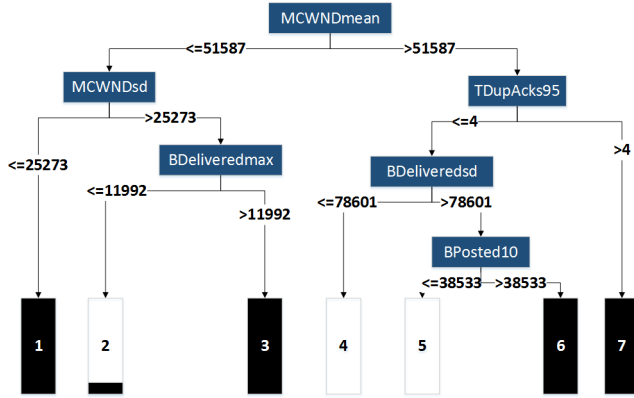 MCWNDmean
<=51587 >51587
MCWNDsd TDupAcks95
>25273 <=4
<=25273 BDeliveredmax BDeliveredsd >4
<=11992 >11992 <=78601 >78601
BPosted10
<=38533 >38533
1 2 3 4 5 6 7